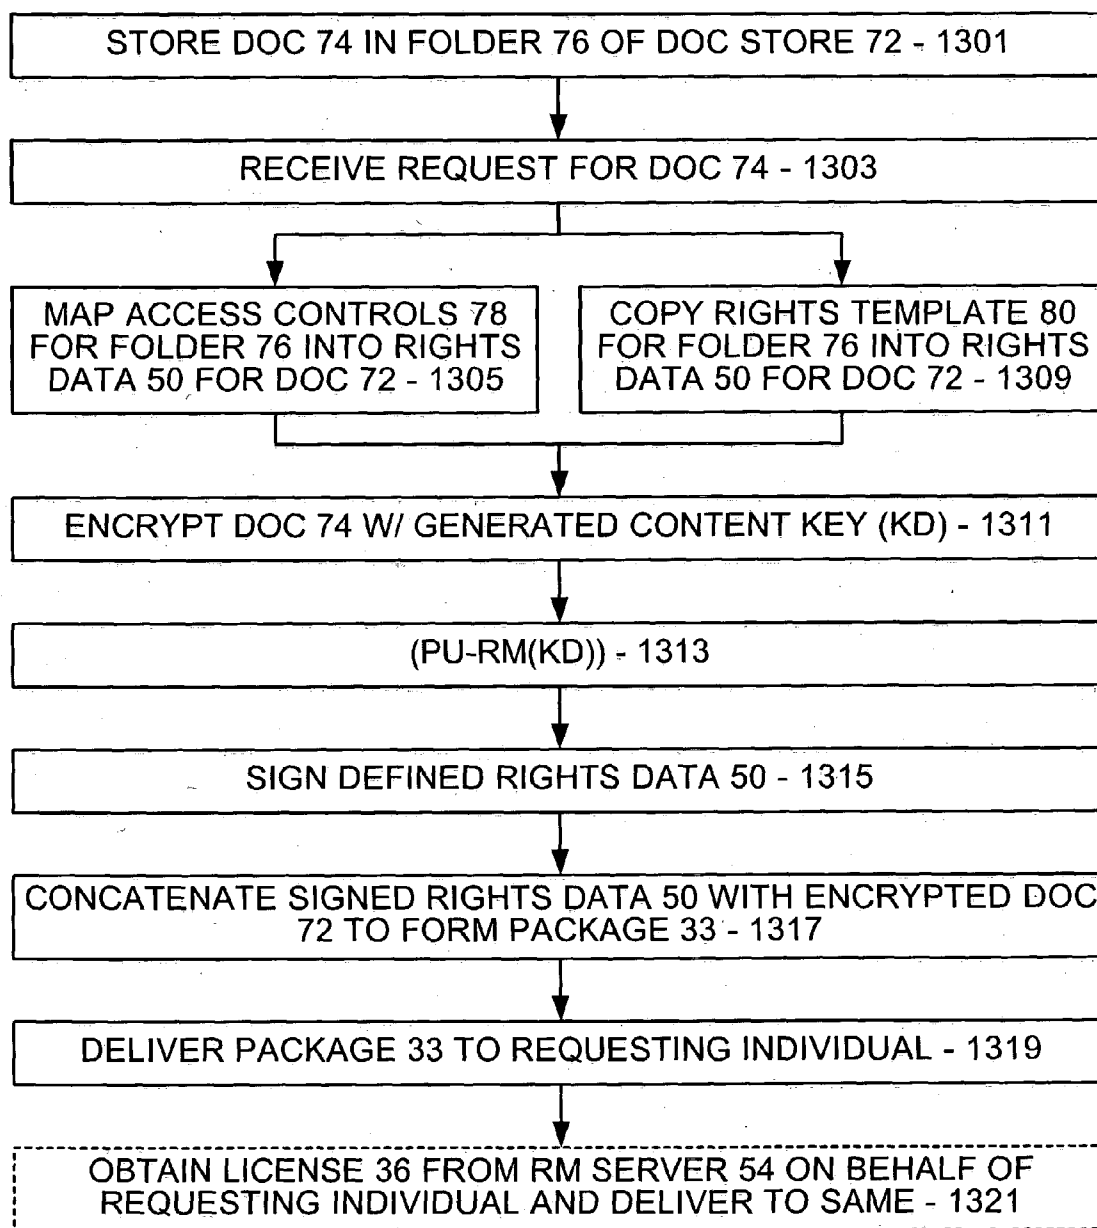 STORE DOC 74 IN FOLDER 76 OF DOC STORE 72 - 1301
RECEIVE REQUEST FOR DOC 74 - 1303
MAP ACCESS CONTROLS 78
FOR FOLDER 76 INTO RIGHTS
DATA 50 FOR DOC 72 - 1305
COPY RIGHTS TEMPLATE 80
FOR FOLDER 76 INTO RIGHTS
DATA 50 FOR DOC 72 - 1309
ENCRYPT DOC 74 W/ GENERATED CONTENT KEY (KD) - 1311
(PU-RM(KD)) - 1313
SIGN DEFINED RIGHTS DATA 50 - 1315
CONCATENATE SIGNED RIGHTS DATA 50 WITH ENCRYPTED DOC
72 TO FORM PACKAGE 33 - 1317
DELIVER PACKAGE 33 TO REQUESTING INDIVIDUAL - 1319
OBTAIN LICENSE 36 FROM RM SERVER 54 ON BEHALF OF
REQUESTING INDIVIDUAL AND DELIVER TO SAME - 1321